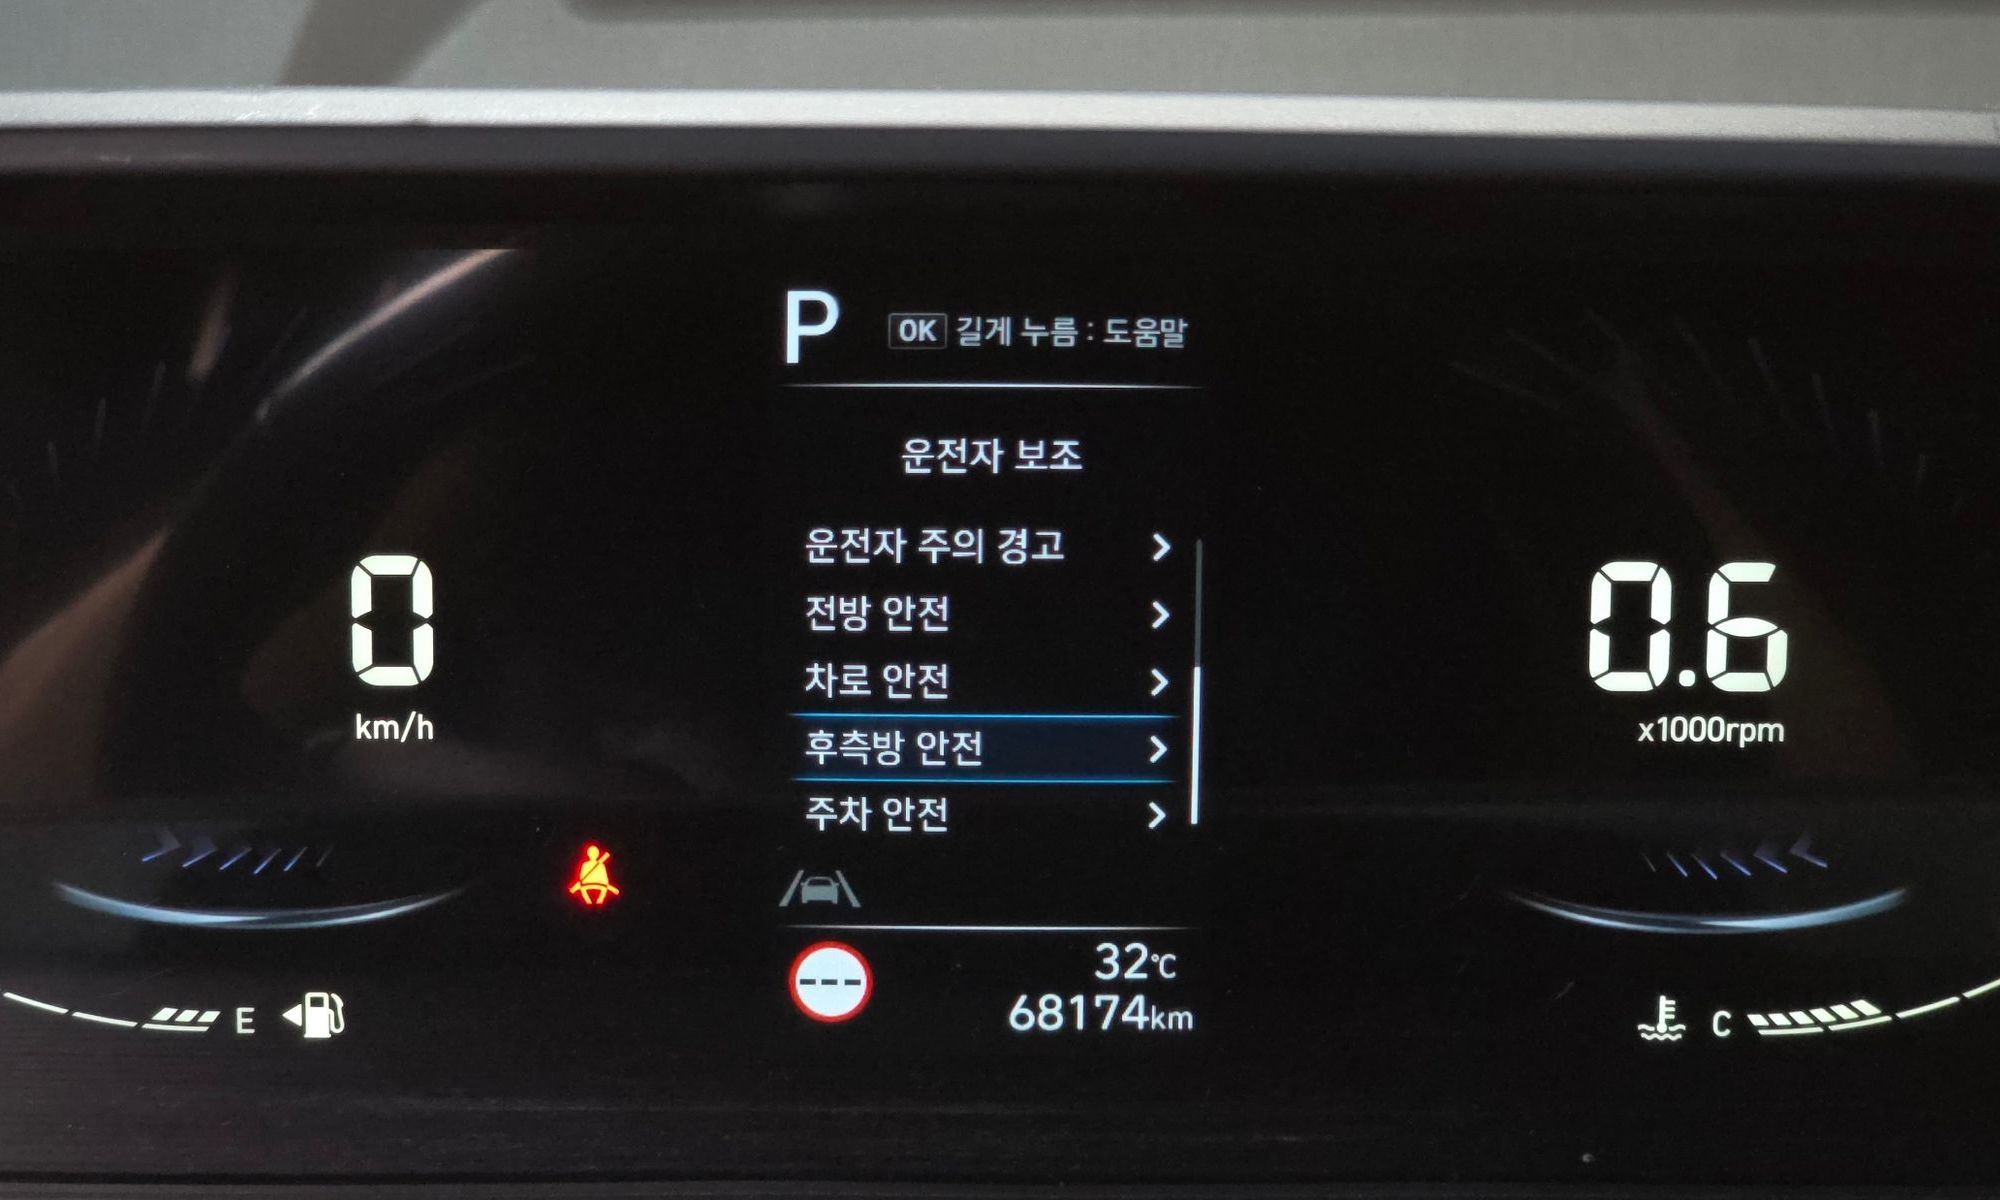 P OK 길게 누름 : 도움말
운전자 보조
운전자 주의 경고
전방 안전
차로 안전
후측방 안전
주차 안전
0
km/h
0.6
x1000rpm
32℃
68174km
E
C